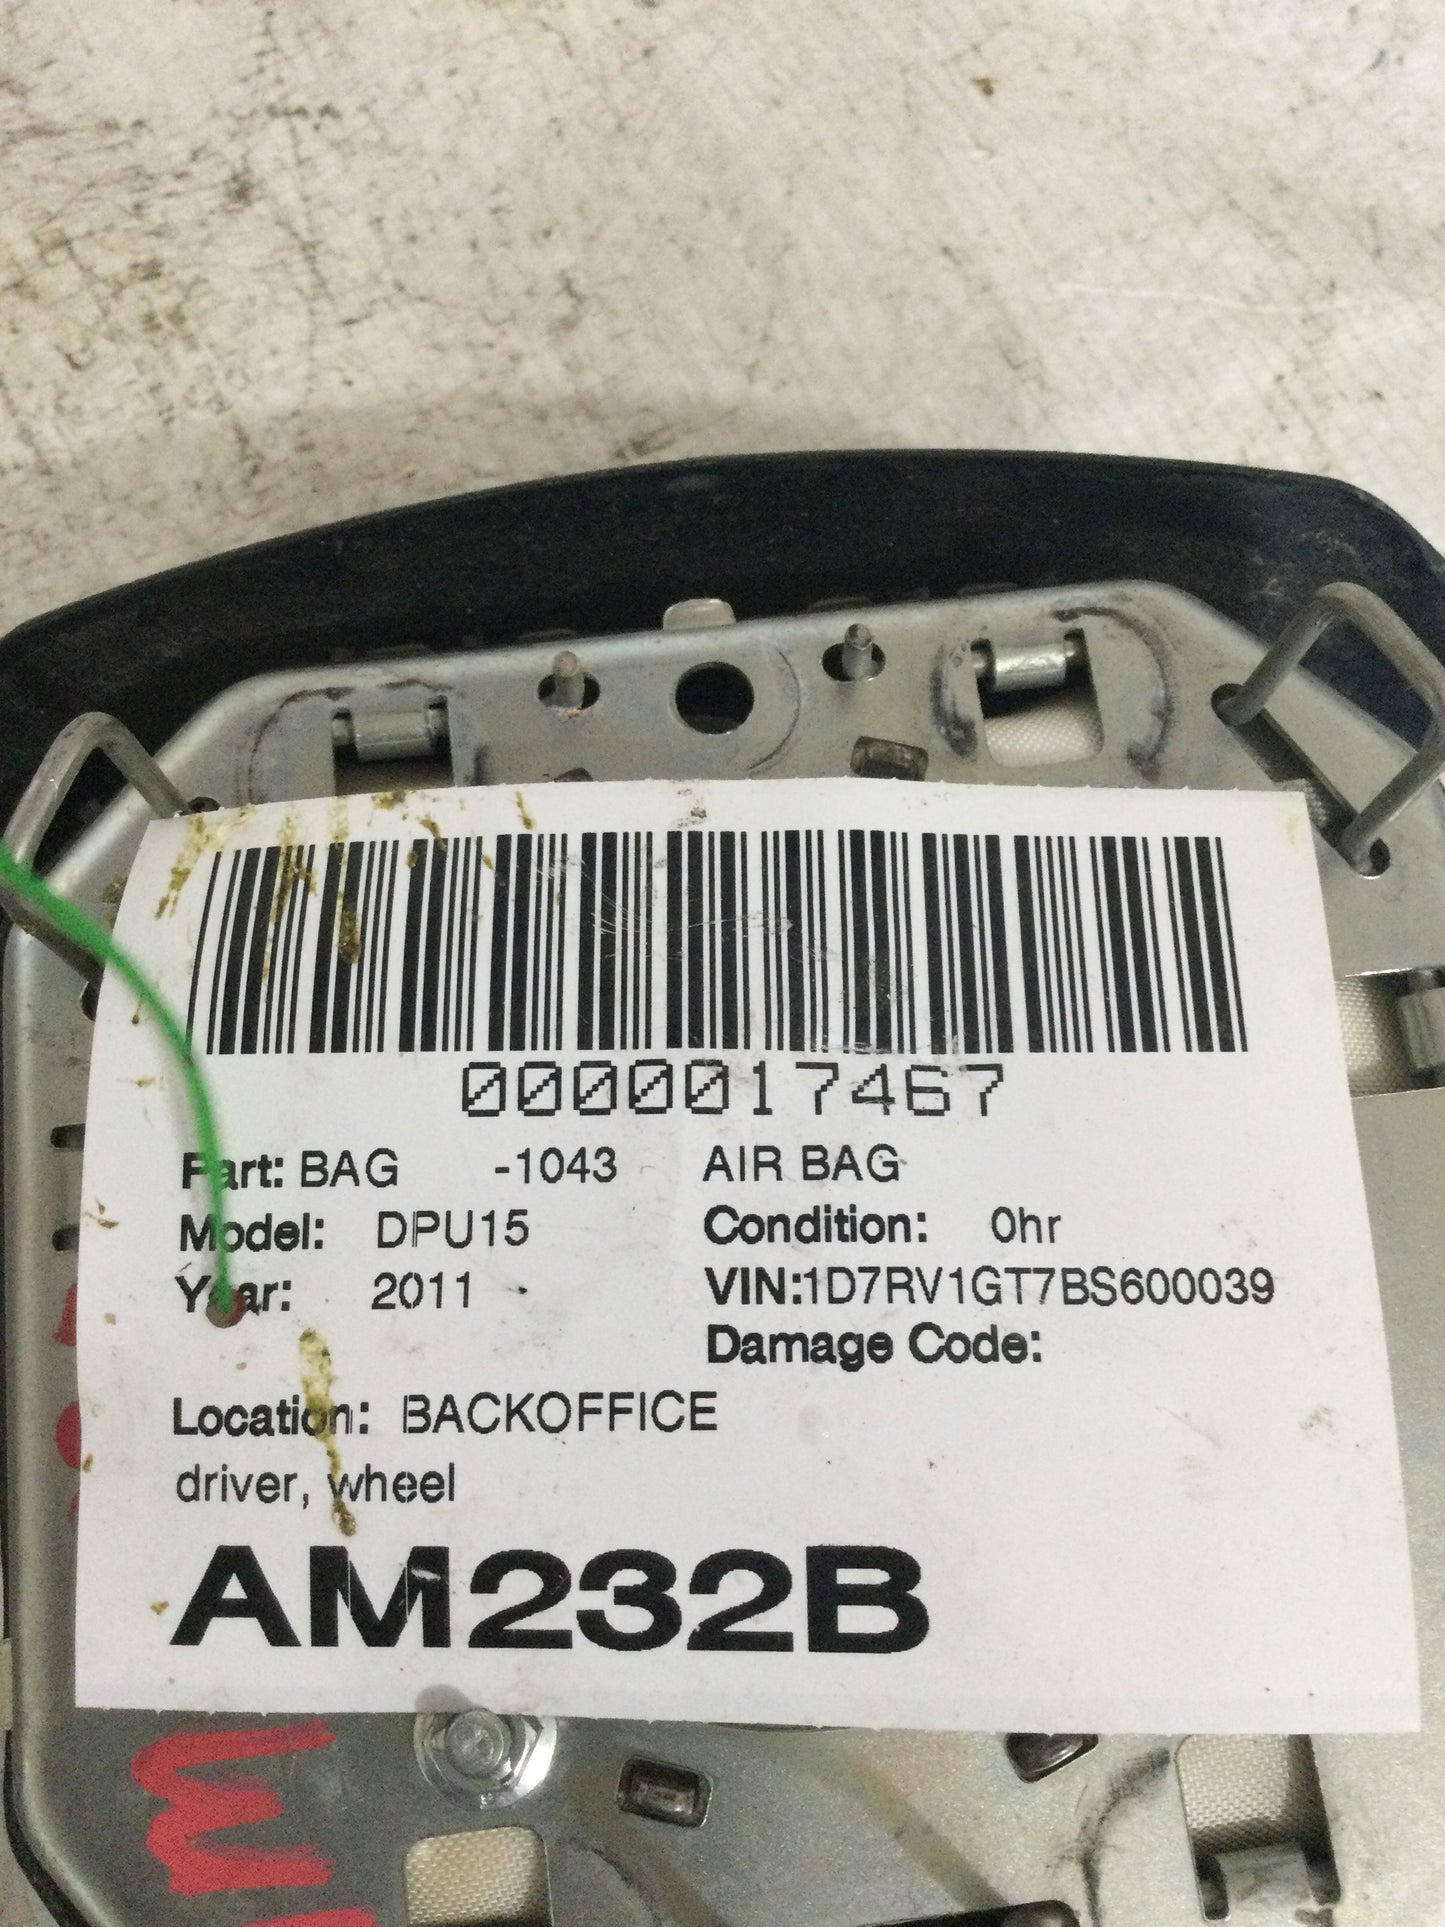 0000017467
Part: BAG -1043 AIR BAG
Model: DPU15 Condition: 0hr
Year: 2011 VIN:1D7RV1GT7BS600039
Damage Code:
Location: BACKOFFICE
driver, wheel
AM232B